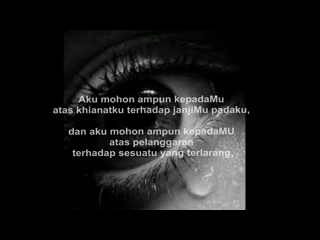 Aku mohon ampun kepadaMu
atas khianatku terhadap janjiMu padaku,
dan aku mohon ampun kepadaMU
atas pelanggaran
terhadap sesuatu yang terlarang,